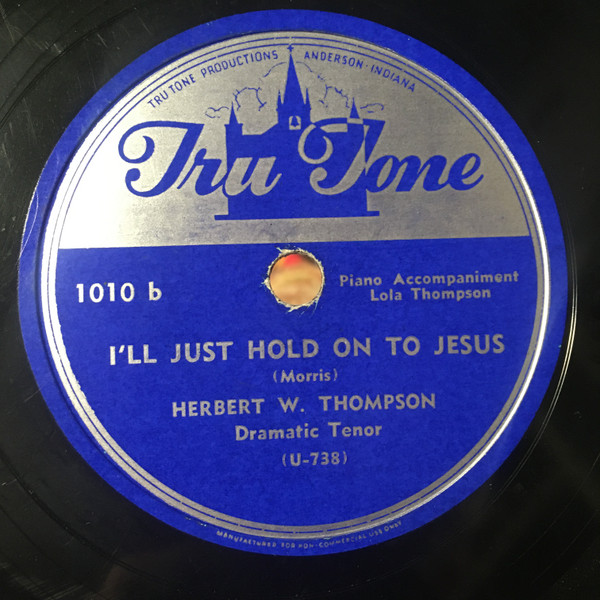 TRU TONE PRODUCTIONS ANDERSON-INDIANA
Tru Tone
1010 b
Piano Accompaniment
Lola Thompson
I'LL JUST HOLD ON TO JESUS
(Morris)
HERBERT W. THOMPSON
Dramatic Tenor
(U-738)
MANUFACTURED FOR NON-COMMERCIAL USE ONLY